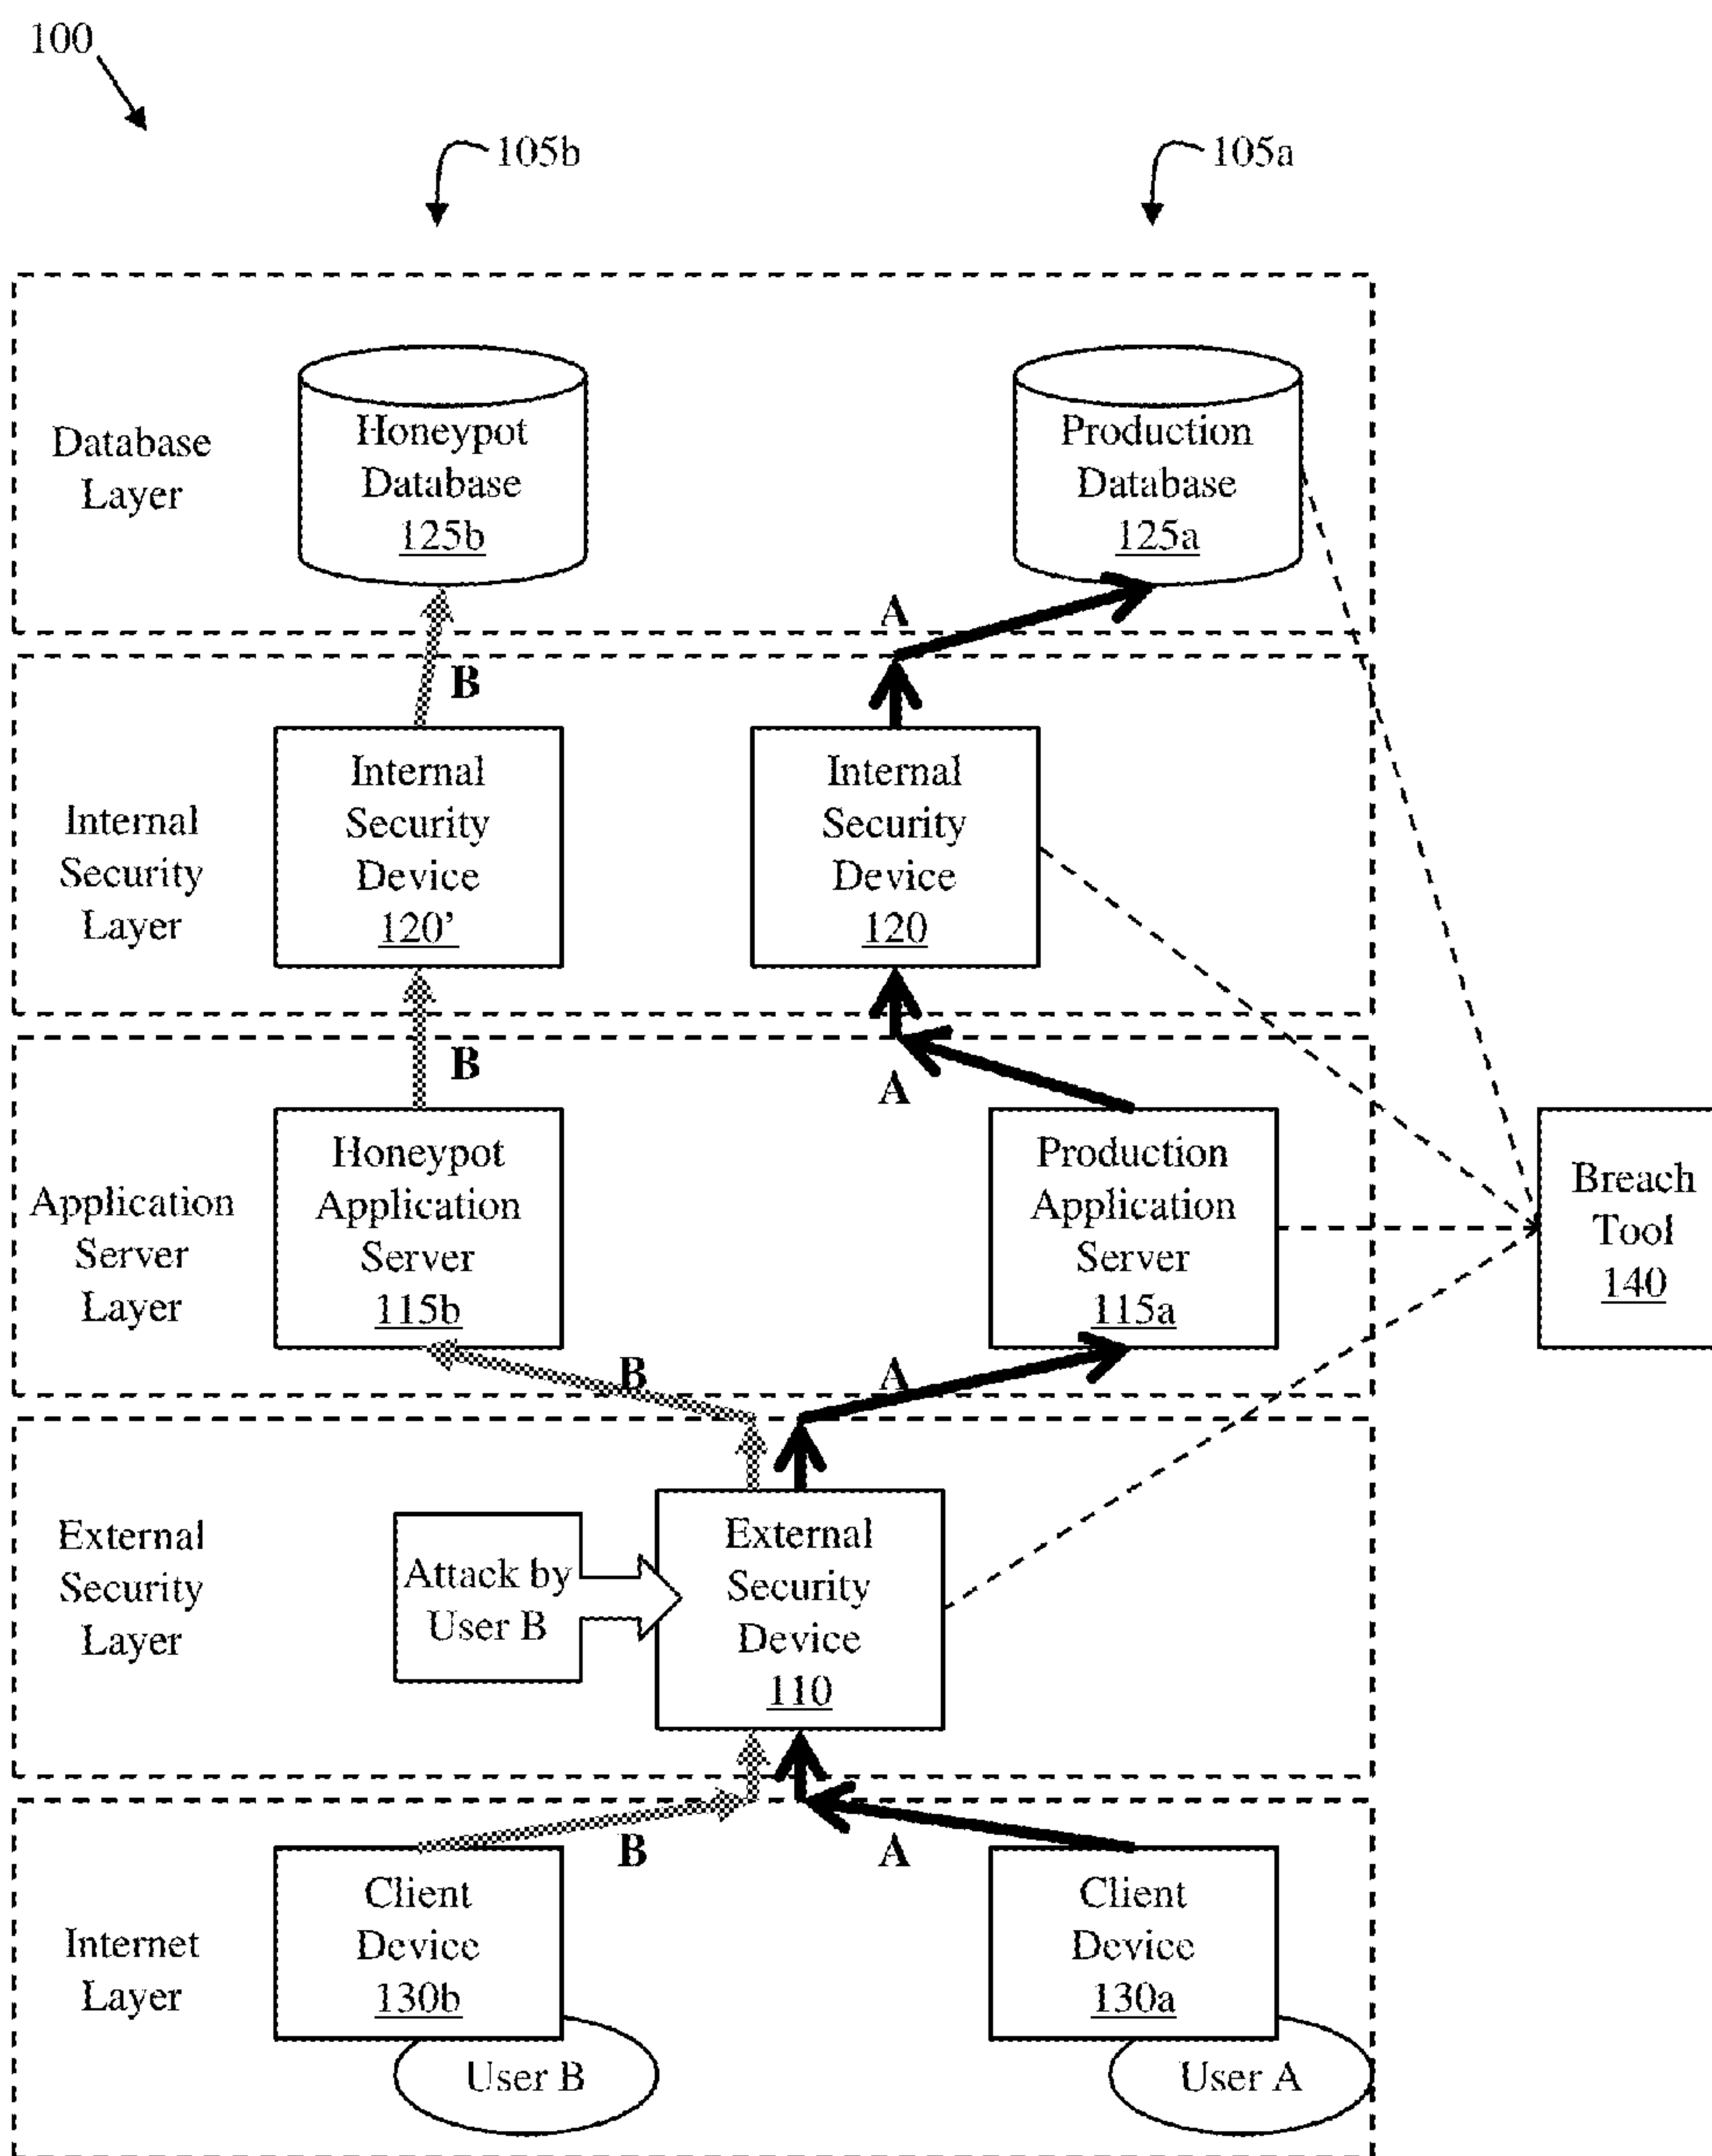 100
105b
105a
Database
Layer
Honeypot
Database
125b
Production
Database
125a
A
B
Internal
Security
Layer
Internal
Security
Device
120’
Internal
Security
Device
120
B
A
Application
Server
Layer
Honeypot
Application
Server
115b
Production
Application
Server
115a
Breach
Tool
140
B
A
External
Security
Layer
Attack by
User B
External
Security
Device
110
B
A
Internet
Layer
Client
Device
130b
User B
Client
Device
130a
User A